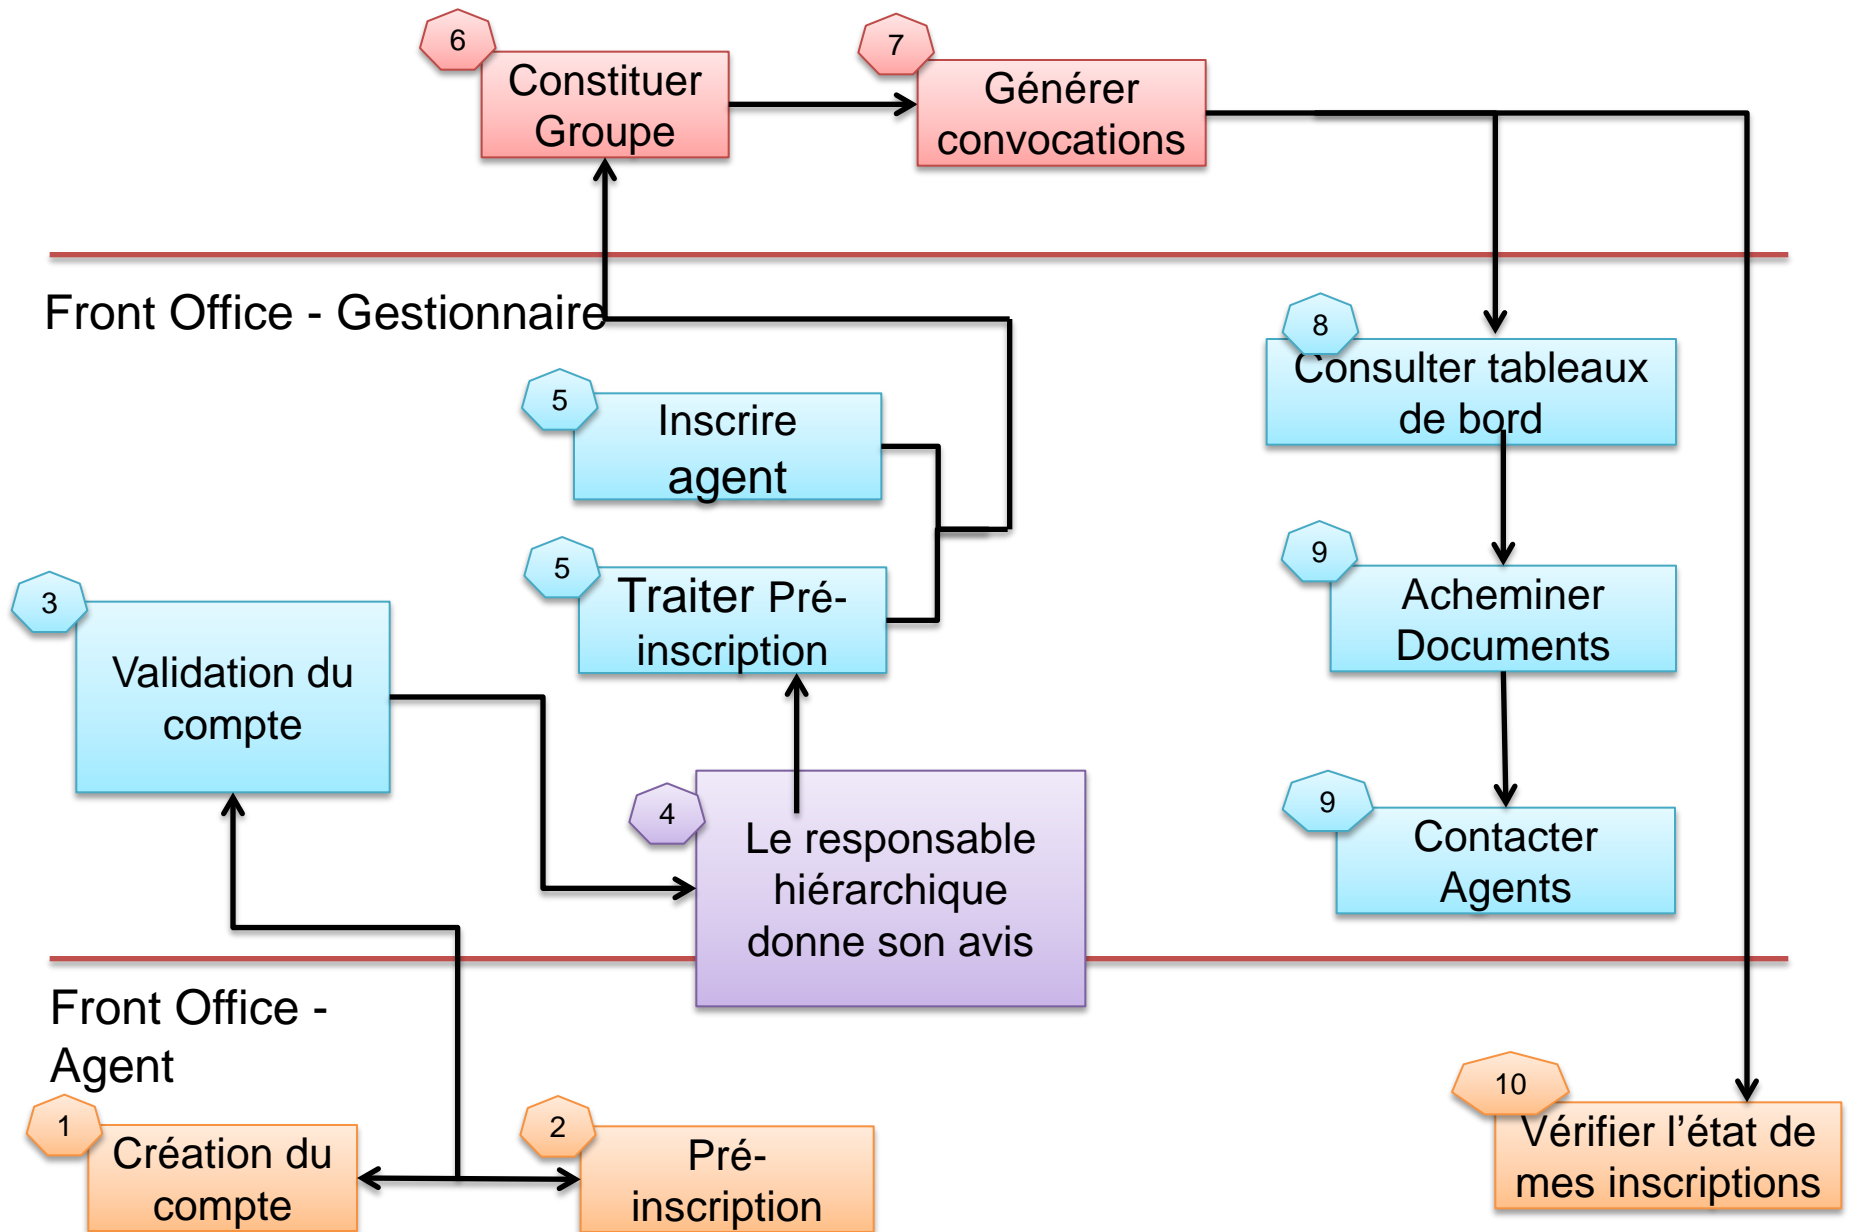 6
Constituer
Groupe
7
Générer
convocations
Front Office - Gestionnaire
5
Inscrire
agent
8
Consulter tableaux
de bord
5
Traiter Pré-
inscription
9
Acheminer
Documents
3
Validation du
compte
4
Le responsable
hiérarchique
donne son avis
9
Contacter
Agents
Front Office -
Agent
1
Création du
compte
2
Pré-
inscription
10
Vérifier l’état de
mes inscriptions